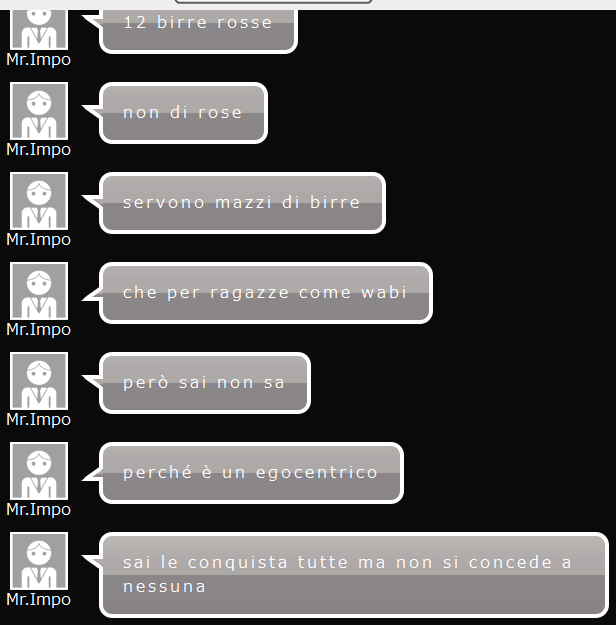 12 birre rosse
Mr.Impo
non di rose
Mr.Impo
servono mazzi di birre
Mr.Impo
che per ragazze come wabi
Mr.Impo
però sai non sa
Mr.Impo
perché è un egocentrico
Mr.Impo
sai le conquista tutte ma non si concede a
nessuna
Mr.Impo